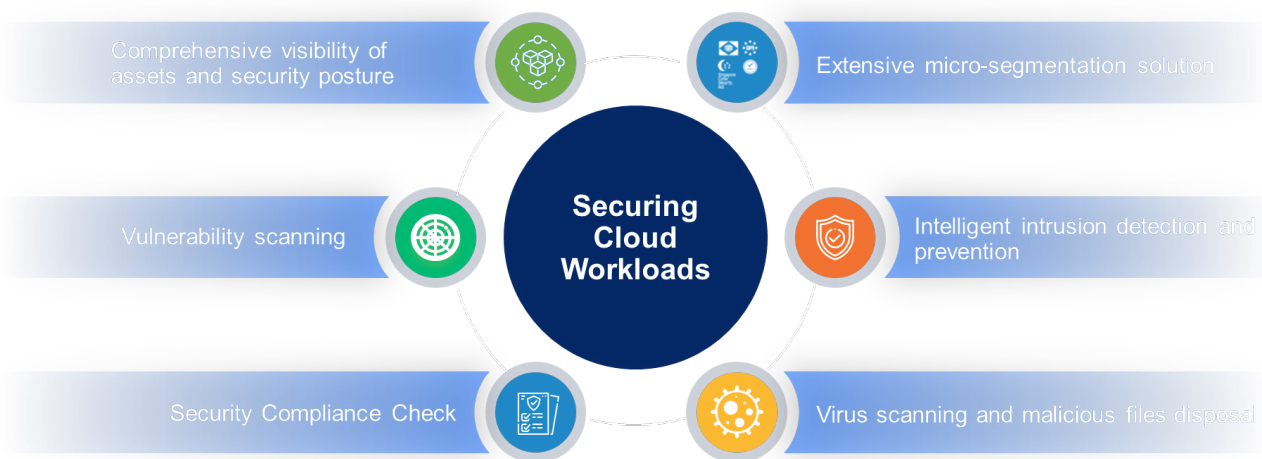 Comprehensive visibility of
assets and security posture
Extensive micro-segmentation solution
Vulnerability scanning
Securing
Cloud
Workloads
Intelligent intrusion detection and
prevention
Security Compliance Check
Virus scanning and malicious files disposal